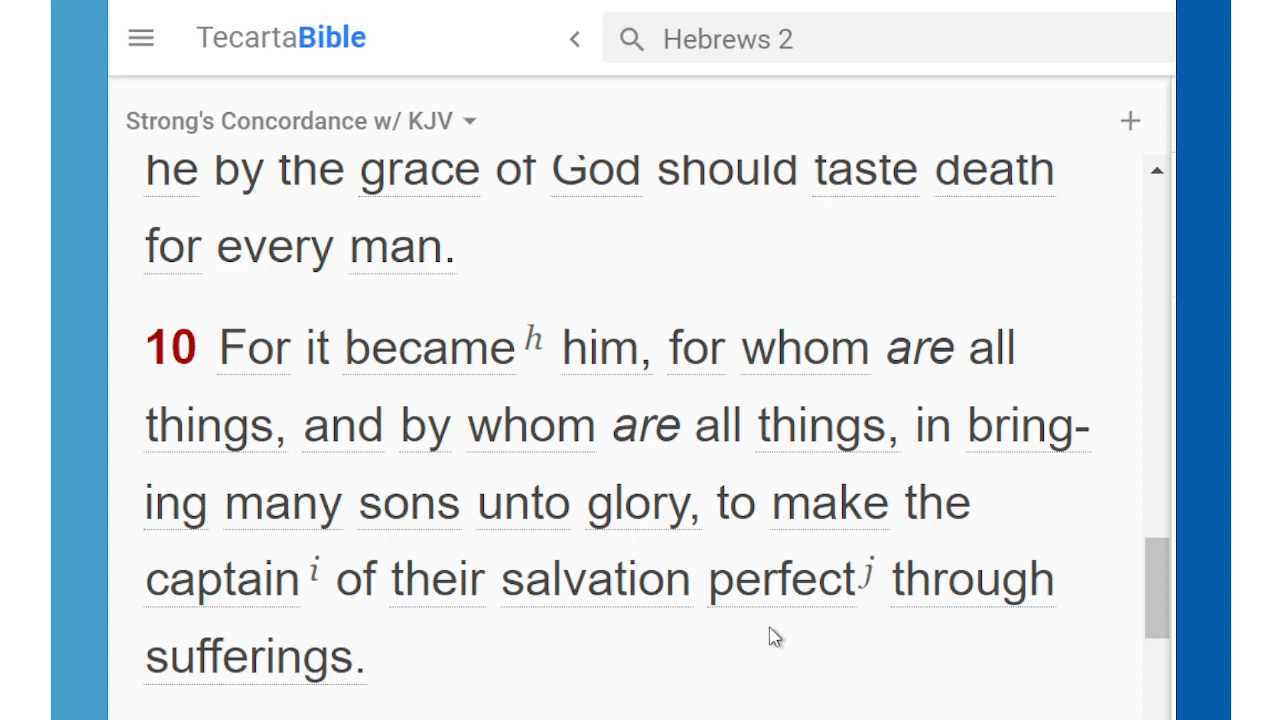 TecartaBible
Hebrews 2
Strong's Concordance w/ KJV
he by the grace of God should taste death
for every man.
10 For it became h him, for whom are all
things, and by whom are all things, in bring-
ing many sons unto glory, to make the
captain i of their salvation perfect j through
sufferings.